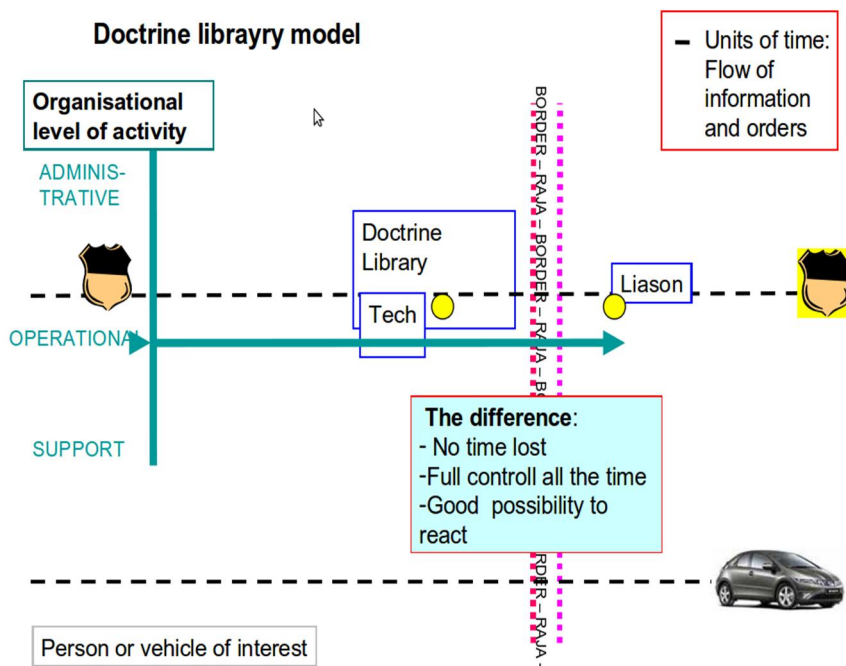 Doctrine librayry model
– Units of time:
Flow of
information
and orders
Organisational
level of activity
ADMINIS-
TRATIVE
BORDER – RAJA – BORDER – RAJA – BO
Doctrine
Library
Liason
Tech
OPERATIONAL
The difference:
- No time lost
-Full controll all the time
-Good possibility to
react
SUPPORT
RDER – RAJA -
Person or vehicle of interest